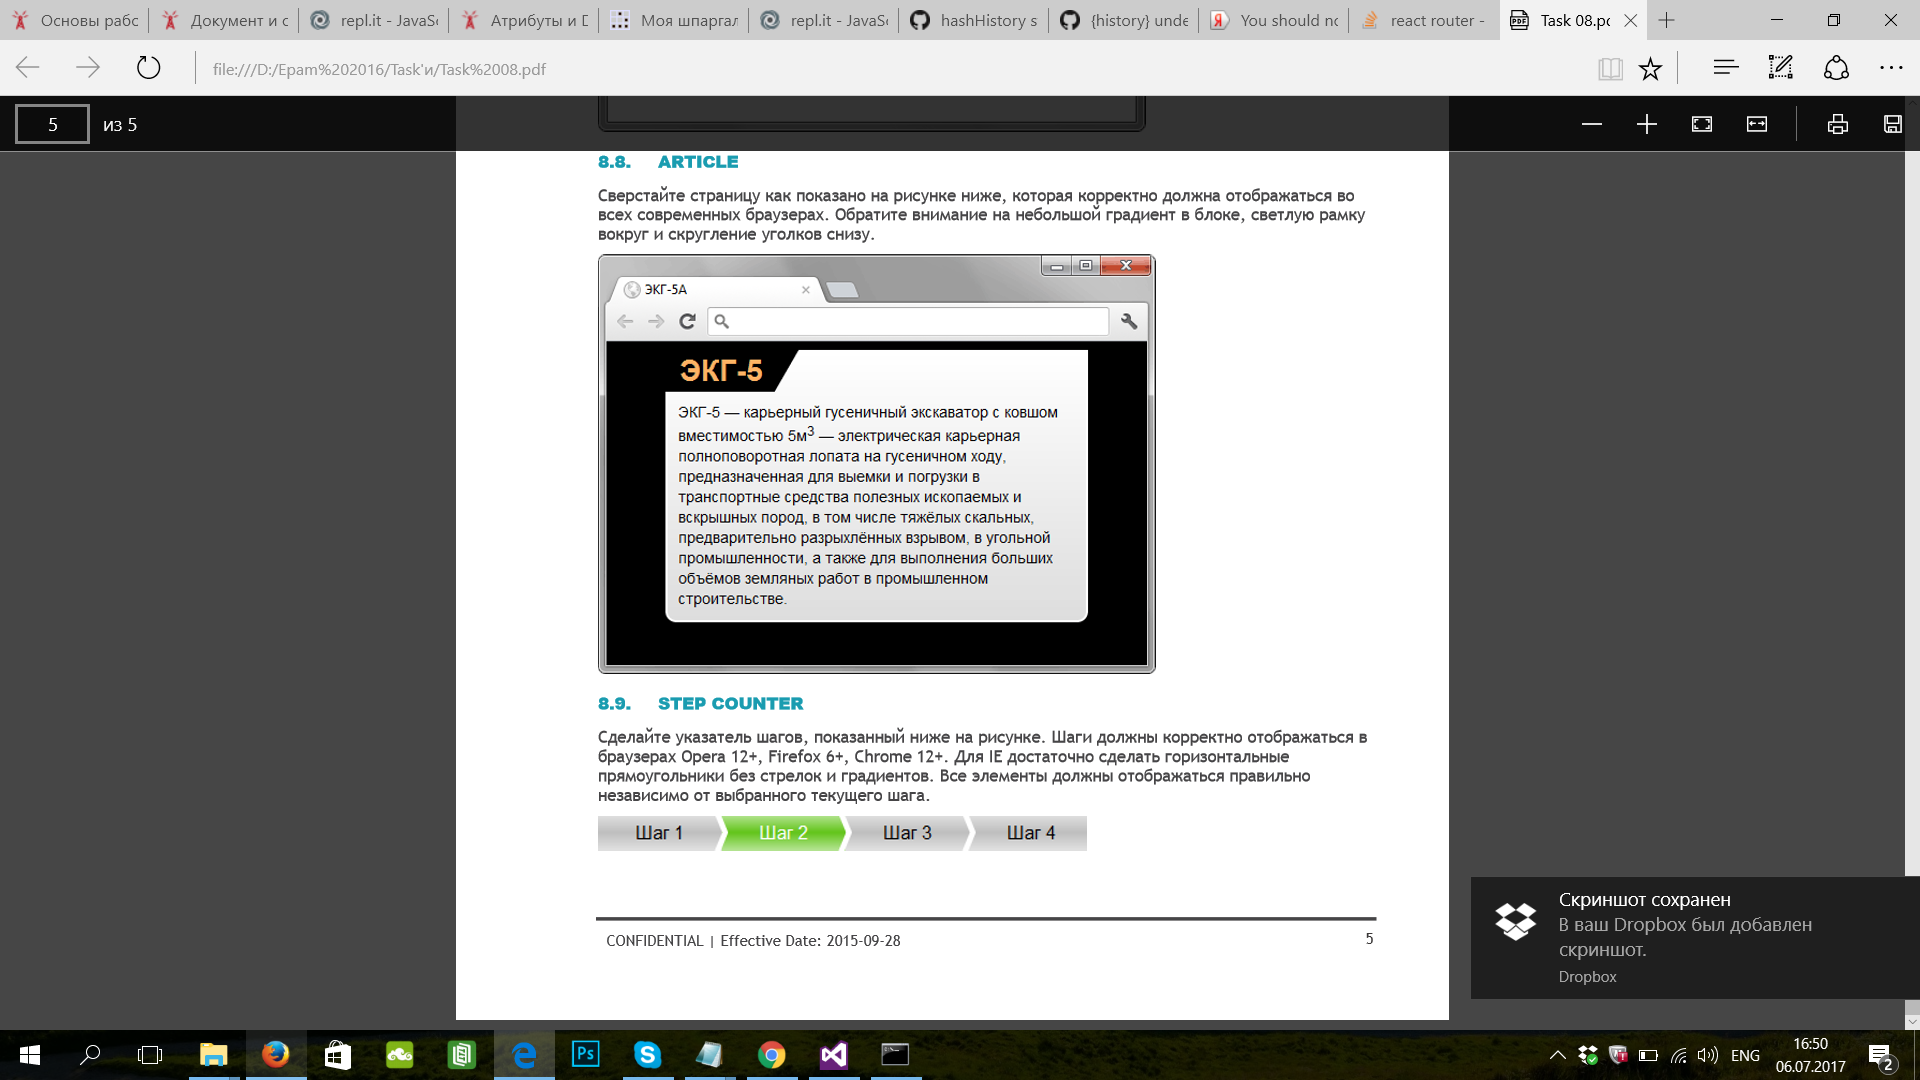 Основы рабо
Документ и с
repl.it - JavaSc
Атрибуты и D
Моя шпаргал
repl.it - JavaSc
hashHistory s
{history} unde
You should no
react router -
Task 08.pd
file:///D:/Epam%202016/Task'и/Task%2008.pdf
5 из 5
8.8. ARTICLE
Сверстайте страницу как показано на рисунке ниже, которая корректно должна отображаться во
всех современных браузерах. Обратите внимание на небольшой градиент в блоке, светлую рамку
вокруг и скругление уголков снизу.
ЭКГ-5А
ЭКГ-5
ЭКГ-5 — карьерный гусеничный экскаватор с ковшом
вместимостью 5м³ — электрическая карьерная
полноповоротная лопата на гусеничном ходу,
предназначенная для выемки и погрузки в
транспортные средства полезных ископаемых и
вскрышных пород, в том числе тяжёлых скальных,
предварительно разрыхлённых взрывом, в угольной
промышленности, а также для выполнения больших
объёмов земляных работ в промышленном
строительстве.
8.9. STEP COUNTER
Сделайте указатель шагов, показанный ниже на рисунке. Шаги должны корректно отображаться в
браузерах Opera 12+, Firefox 6+, Chrome 12+. Для IE достаточно сделать горизонтальные
прямоугольники без стрелок и градиентов. Все элементы должны отображаться правильно
независимо от выбранного текущего шага.
Шаг 1 Шаг 2 Шаг 3 Шаг 4
CONFIDENTIAL | Effective Date: 2015-09-28 5
Скриншот сохранен
В ваш Dropbox был добавлен
скриншот.
Dropbox
Ps
ENG
16:50
06.07.2017
2